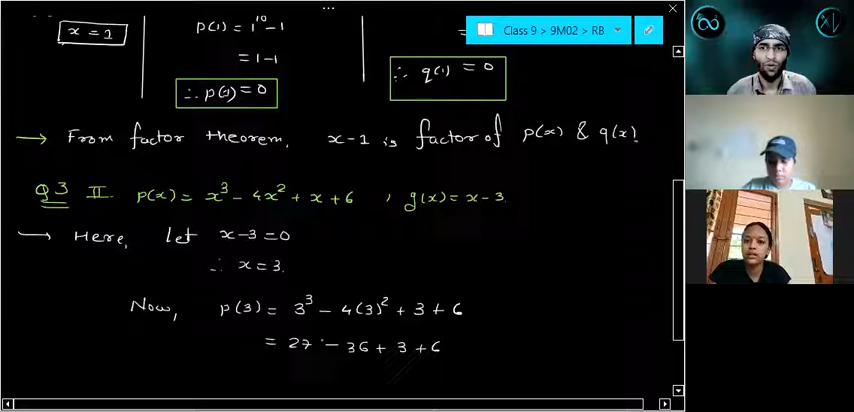 x = 1
p(1) = 1^10 - 1
= 1 - 1
∴ p(1) = 0
=
∴ q(1) = 0
Class 9 > 9M02 > RB
→ From factor theorem, x-1 is factor of p(x) & q(x).
Q3 II. p(x) = x³ - 4x² + x + 6 , g(x) = x - 3.
→ Here, Let x-3 = 0
∴ x = 3.
Now, p(3) = 3³ - 4(3)² + 3 + 6
= 27 - 36 + 3 + 6